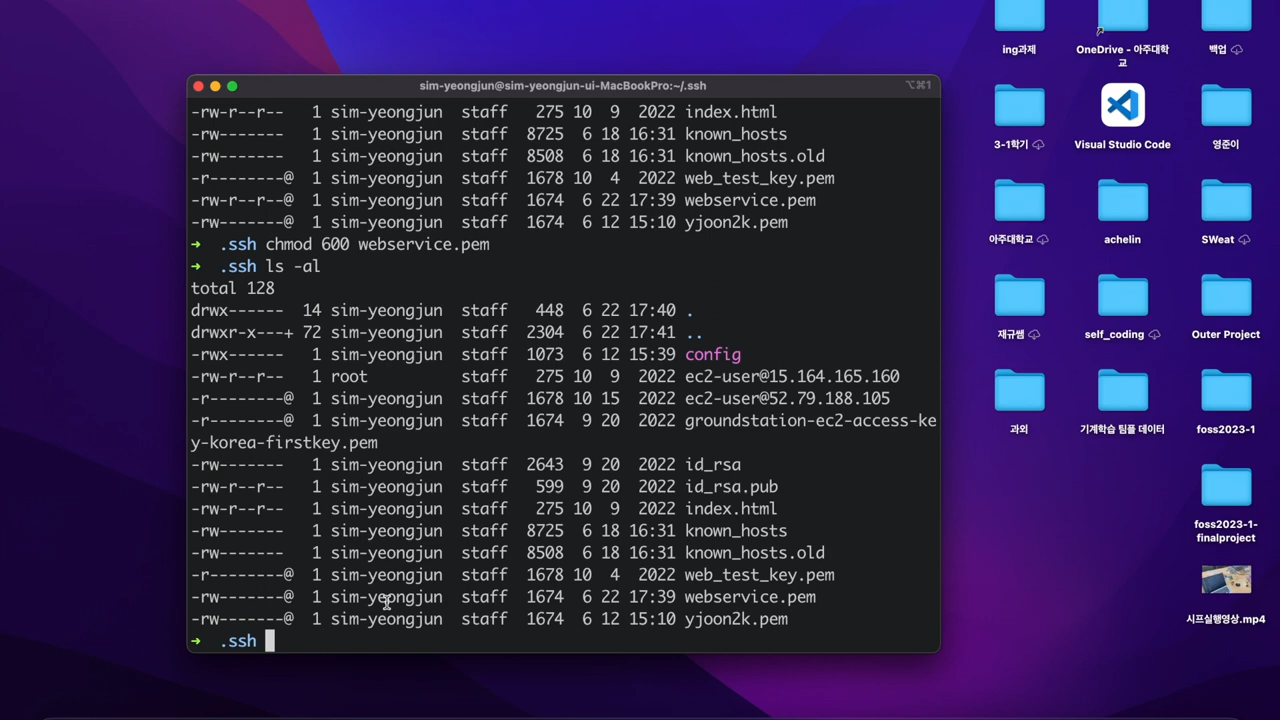 sim-yeongjun@sim-yeongjun-ui-MacBookPro:~/.ssh
⌥⌘1
-rw-r--r--   1 sim-yeongjun  staff   275 10  9  2022 index.html
-rw-------   1 sim-yeongjun  staff  8725  6 18 16:31 known_hosts
-rw-------   1 sim-yeongjun  staff  8508  6 18 16:31 known_hosts.old
-r--------@  1 sim-yeongjun  staff  1678 10  4  2022 web_test_key.pem
-rw-r--r--@  1 sim-yeongjun  staff  1674  6 22 17:39 webservice.pem
-rw-------@  1 sim-yeongjun  staff  1674  6 12 15:10 yjoon2k.pem
➜  .ssh chmod 600 webservice.pem
➜  .ssh ls -al
total 128
drwx------  14 sim-yeongjun  staff   448  6 22 17:40 .
drwxr-x---+ 72 sim-yeongjun  staff  2304  6 22 17:41 ..
-rwx------   1 sim-yeongjun  staff  1073  6 12 15:39 config
-rw-r--r--   1 root          staff   275 10  9  2022 ec2-user@15.164.165.160
-r--------@  1 sim-yeongjun  staff  1678 10 15  2022 ec2-user@52.79.188.105
-r--------@  1 sim-yeongjun  staff  1674  9 20  2022 groundstation-ec2-access-ke
y-korea-firstkey.pem
-rw-------   1 sim-yeongjun  staff  2643  9 20  2022 id_rsa
-rw-r--r--   1 sim-yeongjun  staff   599  9 20  2022 id_rsa.pub
-rw-r--r--   1 sim-yeongjun  staff   275 10  9  2022 index.html
-rw-------   1 sim-yeongjun  staff  8725  6 18 16:31 known_hosts
-rw-------   1 sim-yeongjun  staff  8508  6 18 16:31 known_hosts.old
-r--------@  1 sim-yeongjun  staff  1678 10  4  2022 web_test_key.pem
-rw-------@  1 sim-yeongjun  staff  1674  6 22 17:39 webservice.pem
-rw-------@  1 sim-yeongjun  staff  1674  6 12 15:10 yjoon2k.pem
➜  .ssh
ing과제
OneDrive - 아주대학
교
백업
3-1학기
Visual Studio Code
영준이
아주대학교
achelin
SWeat
재규쌤
self_coding
Outer Project
과외
기계학습 팀플 데이터
foss2023-1
foss2023-1-
finalproject
시프실행영상.mp4